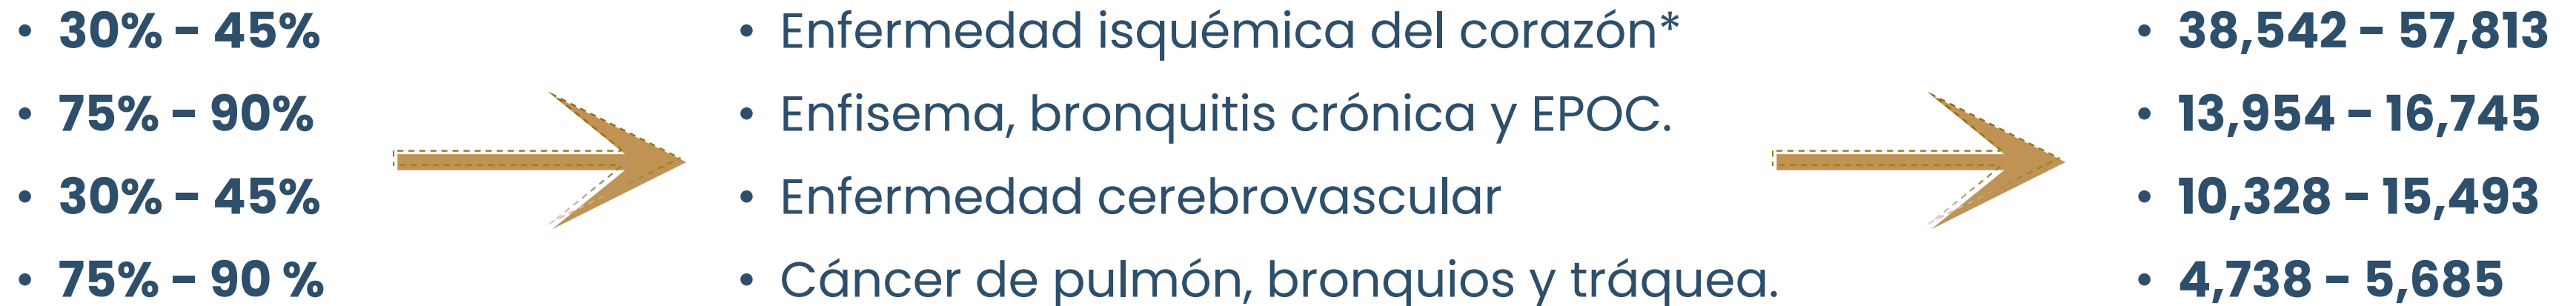 • 30% – 45%
• 75% – 90%
• 30% – 45%
• 75% – 90 %
• Enfermedad isquémica del corazón*
• Enfisema, bronquitis crónica y EPOC.
• Enfermedad cerebrovascular
• Cáncer de pulmón, bronquios y tráquea.
• 38,542 – 57,813
• 13,954 – 16,745
• 10,328 – 15,493
• 4,738 – 5,685